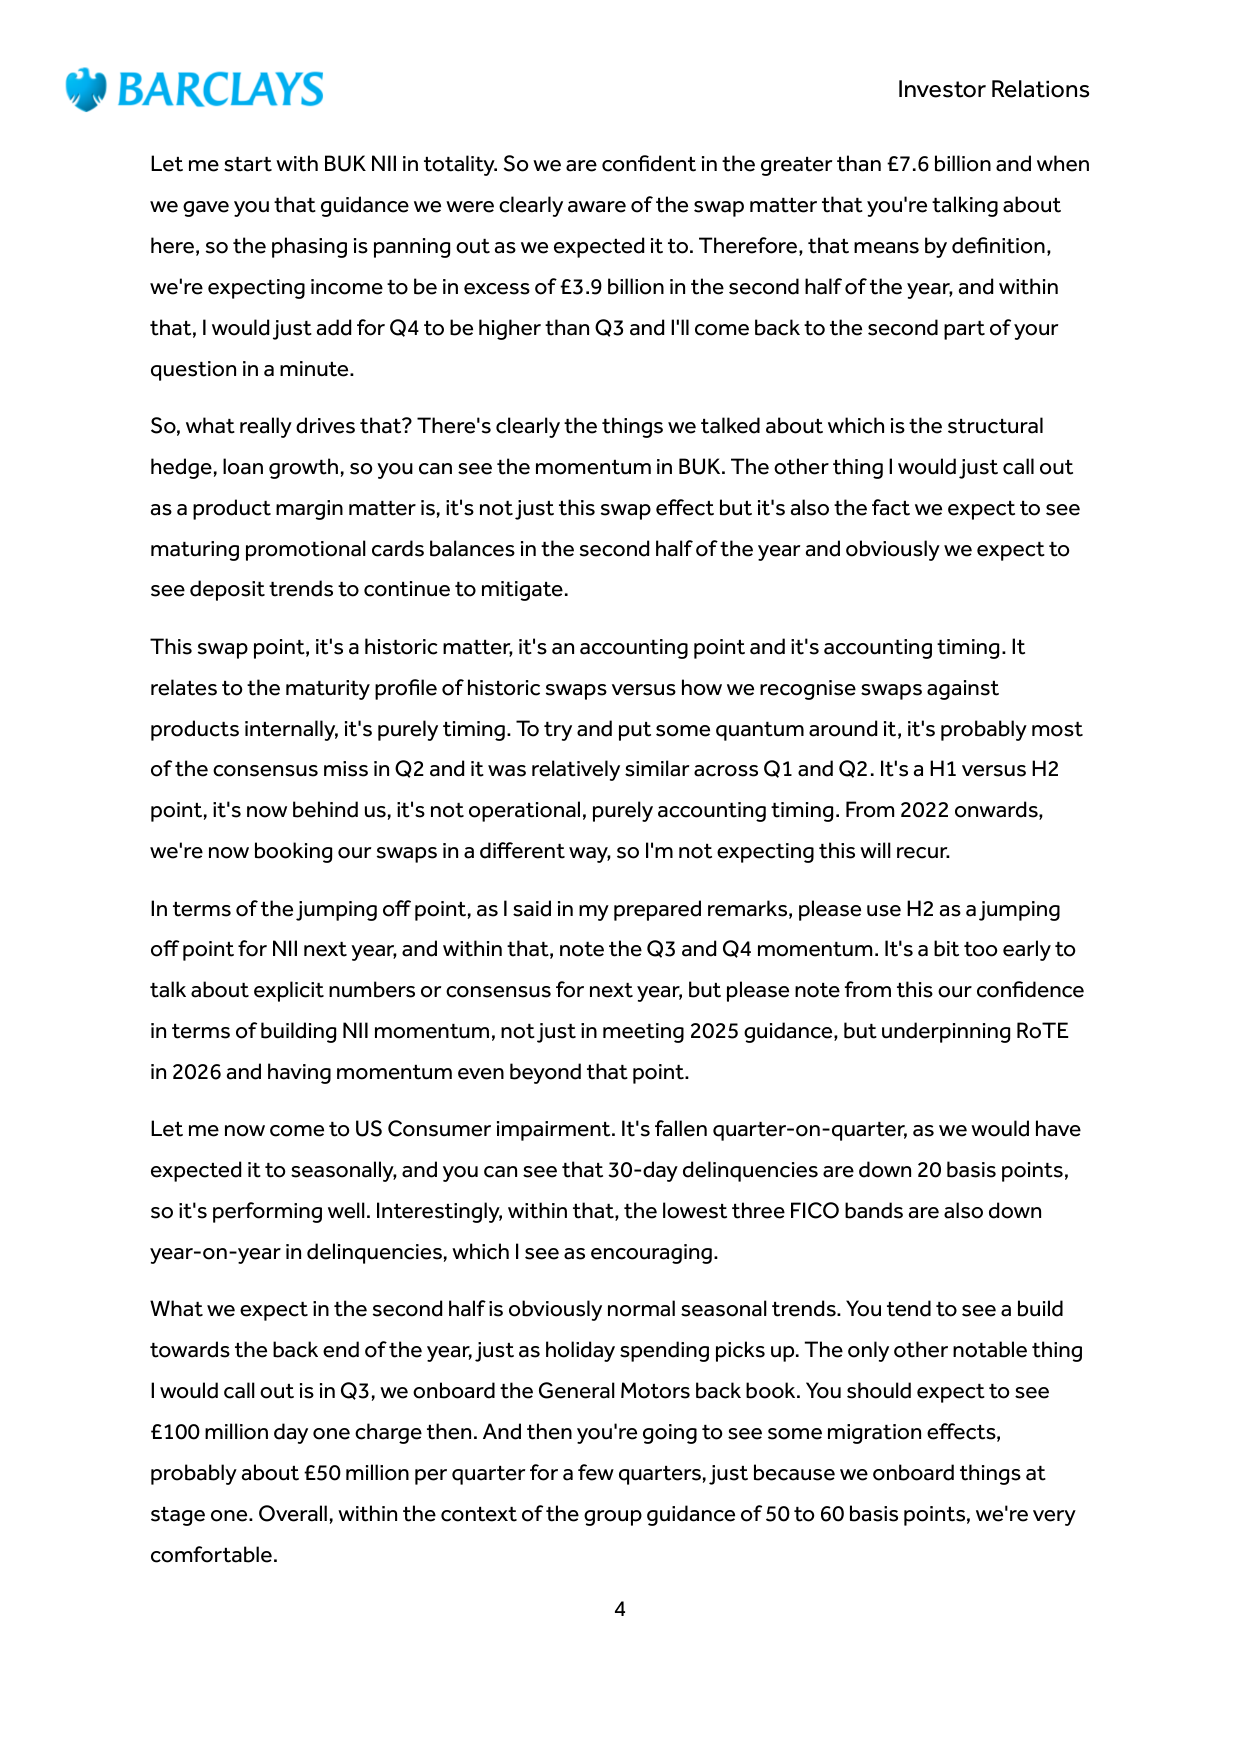 BARCLAYS
Investor Relations
Let me start with BUK NII in totality. So we are confident in the greater than £7.6 billion and when
we gave you that guidance we were clearly aware of the swap matter that you're talking about
here, so the phasing is panning out as we expected it to. Therefore, that means by definition,
we're expecting income to be in excess of £3.9 billion in the second half of the year, and within
that, I would just add for Q4 to be higher than Q3 and I'll come back to the second part of your
question in a minute.
So, what really drives that? There's clearly the things we talked about which is the structural
hedge, loan growth, so you can see the momentum in BUK. The other thing I would just call out
as a product margin matter is, it's not just this swap effect but it's also the fact we expect to see
maturing promotional cards balances in the second half of the year and obviously we expect to
see deposit trends to continue to mitigate.
This swap point, it's a historic matter, it's an accounting point and it's accounting timing. It
relates to the maturity profile of historic swaps versus how we recognise swaps against
products internally, it's purely timing. To try and put some quantum around it, it's probably most
of the consensus miss in Q2 and it was relatively similar across Q1 and Q2. It's a H1 versus H2
point, it's now behind us, it's not operational, purely accounting timing. From 2022 onwards,
we're now booking our swaps in a different way, so I'm not expecting this will recur.
In terms of the jumping off point, as I said in my prepared remarks, please use H2 as a jumping
off point for NII next year, and within that, note the Q3 and Q4 momentum. It's a bit too early to
talk about explicit numbers or consensus for next year, but please note from this our confidence
in terms of building NII momentum, not just in meeting 2025 guidance, but underpinning RoTE
in 2026 and having momentum even beyond that point.
Let me now come to US Consumer impairment. It's fallen quarter-on-quarter, as we would have
expected it to seasonally, and you can see that 30-day delinquencies are down 20 basis points,
so it's performing well. Interestingly, within that, the lowest three FICO bands are also down
year-on-year in delinquencies, which I see as encouraging.
What we expect in the second half is obviously normal seasonal trends. You tend to see a build
towards the back end of the year, just as holiday spending picks up. The only other notable thing
I would call out is in Q3, we onboard the General Motors back book. You should expect to see
£100 million day one charge then. And then you're going to see some migration effects,
probably about £50 million per quarter for a few quarters, just because we onboard things at
stage one. Overall, within the context of the group guidance of 50 to 60 basis points, we're very
comfortable.
4